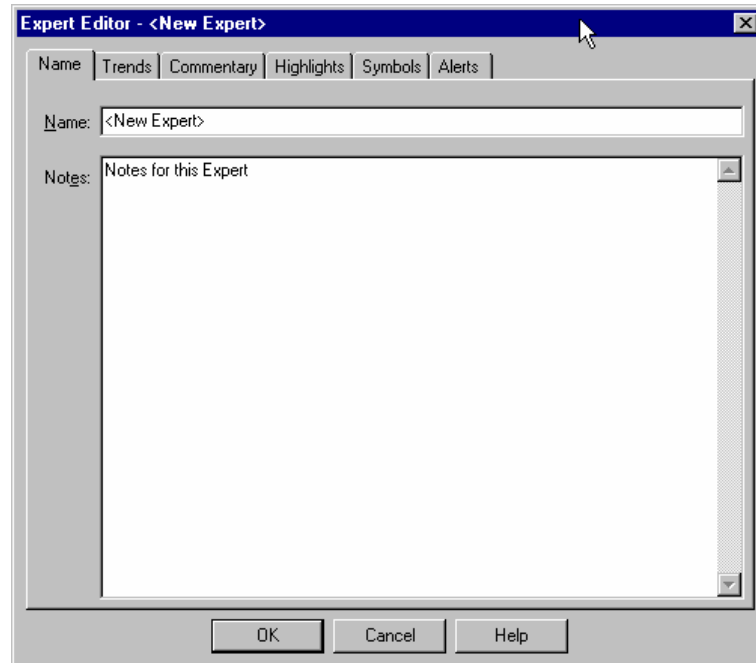 Expert Editor - <New Expert>
Name Trends Commentary Highlights Symbols Alerts
Name: <New Expert>
Notes: Notes for this Expert
OK Cancel Help